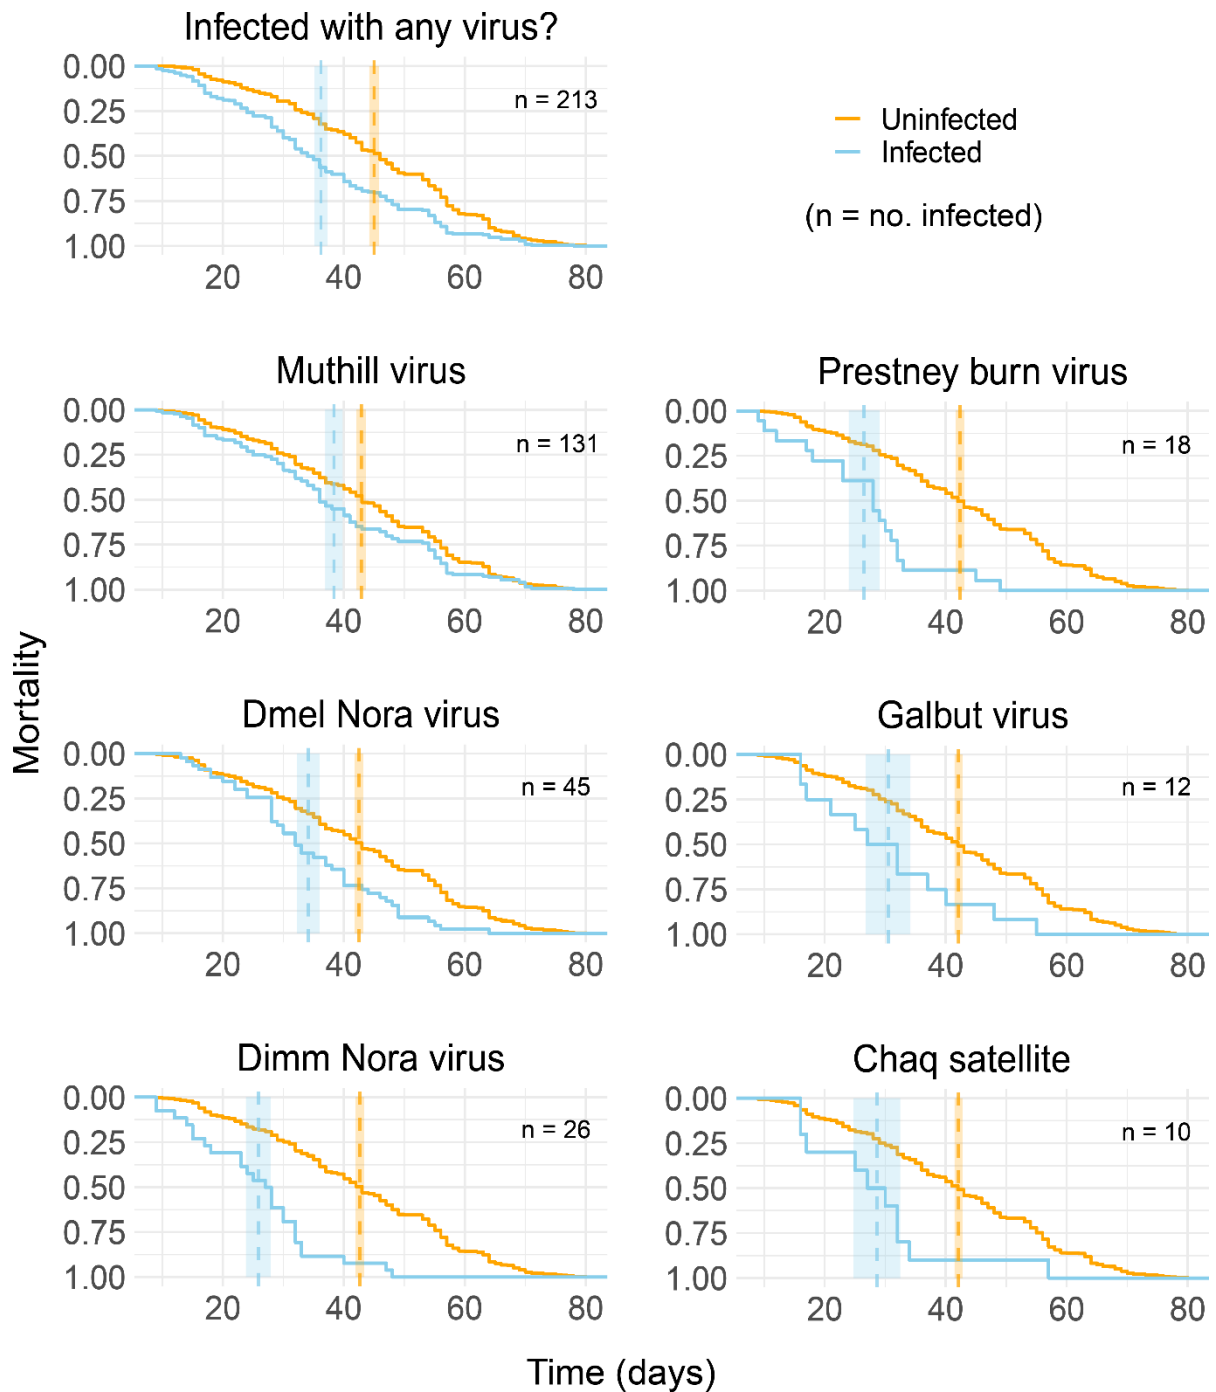 Infected with any virus?
0.00
0.25
0.50
0.75
1.00
n = 213
20 40 60 80
Uninfected
Infected
(n = no. infected)
Muthill virus
0.00
0.25
0.50
0.75
1.00
n = 131
20 40 60 80
Prestney burn virus
0.00
0.25
0.50
0.75
1.00
n = 18
20 40 60 80
Mortality
Dmel Nora virus
0.00
0.25
0.50
0.75
1.00
n = 45
20 40 60 80
Galbut virus
0.00
0.25
0.50
0.75
1.00
n = 12
20 40 60 80
Dimm Nora virus
0.00
0.25
0.50
0.75
1.00
n = 26
20 40 60 80
Chaq satellite
0.00
0.25
0.50
0.75
1.00
n = 10
20 40 60 80
Time (days)